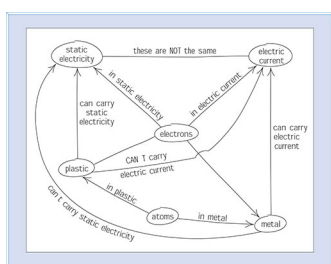 static
electricity
these are NOT the same
electric
current
in static electricity
in electric current
can carry
static
electricity
electrons
can carry
electric
current
CAN T carry
electric current
plastic
in plastic
atoms
in metal
metal
can t carry static electricity